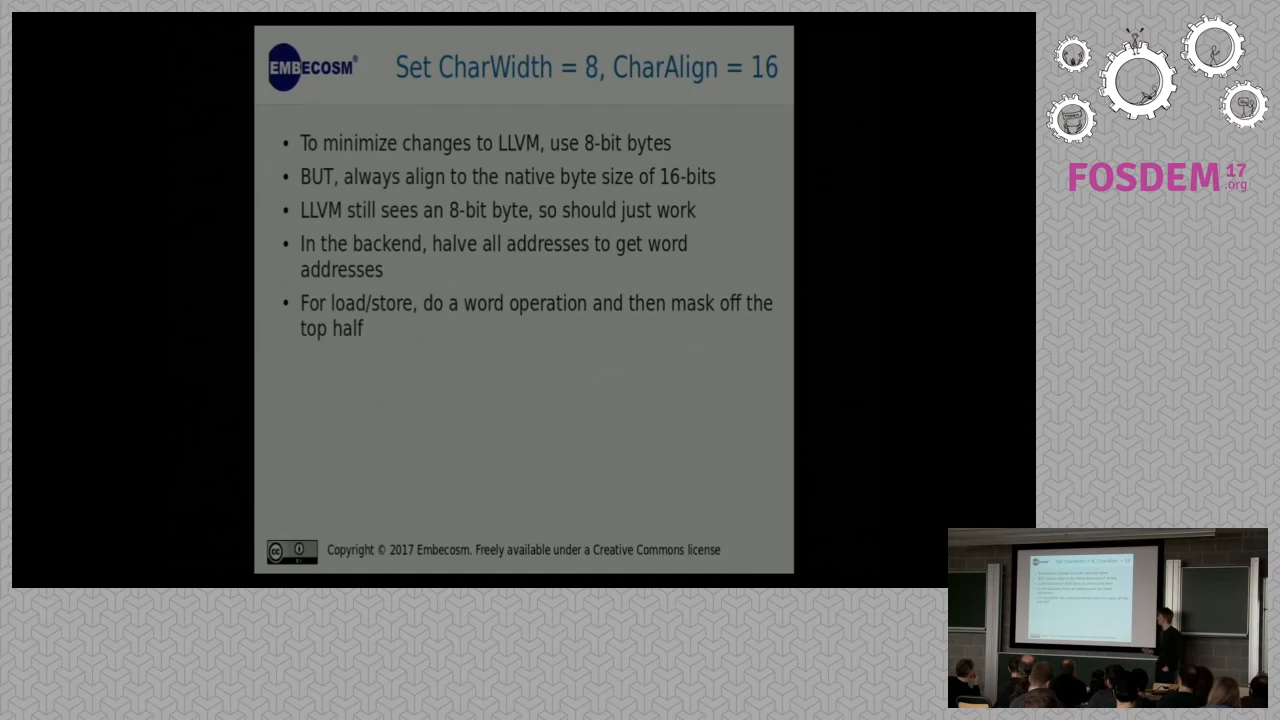 EMBECOSM®
Set CharWidth = 8, CharAlign = 16
• To minimize changes to LLVM, use 8-bit bytes
• BUT, always align to the native byte size of 16-bits
• LLVM still sees an 8-bit byte, so should just work
• In the backend, halve all addresses to get word
addresses
• For load/store, do a word operation and then mask off the
top half
Copyright © 2017 Embecosm. Freely available under a Creative Commons license
FOSDEM 17
.org